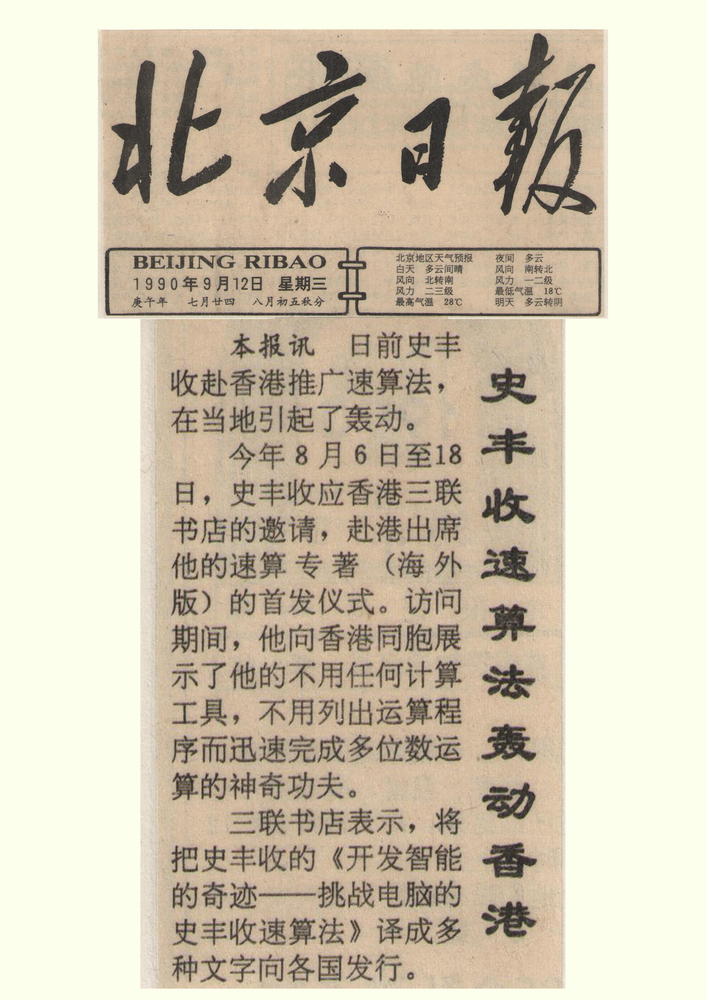 北京日报
BEIJING RIBAO
1990年9月12日 星期三
庚午年 七月廿四 八月初五秋分
北京地区天气预报
白天 多云间晴
风向 北转南
风力 二三级
最高气温 28℃
夜间 多云
风向 南转北
风力 一二级
最低气温 18℃
明天 多云转阴
史丰收速算法轰动香港
本报讯 日前史丰
收赴香港推广速算法，
在当地引起了轰动。
今年8月6日至18
日，史丰收应香港三联
书店的邀请，赴港出席
他的速算专著（海外
版）的首发仪式。访问
期间，他向香港同胞展
示了他的不用任何计算
工具，不用列出运算程
序而迅速完成多位数运
算的神奇功夫。
三联书店表示，将
把史丰收的《开发智能
的奇迹——挑战电脑的
史丰收速算法》译成多
种文字向各国发行。